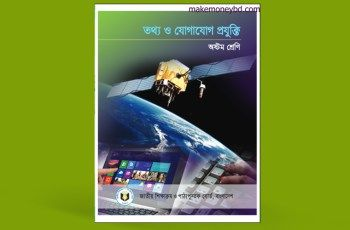 makemoneybd.com
তথ্য ও যোগাযোগ প্রযুক্তি
অষ্টম শ্রেণি
জাতীয় শিক্ষাক্রম ও পাঠ্যপুস্তক বোর্ড, বাংলাদেশ